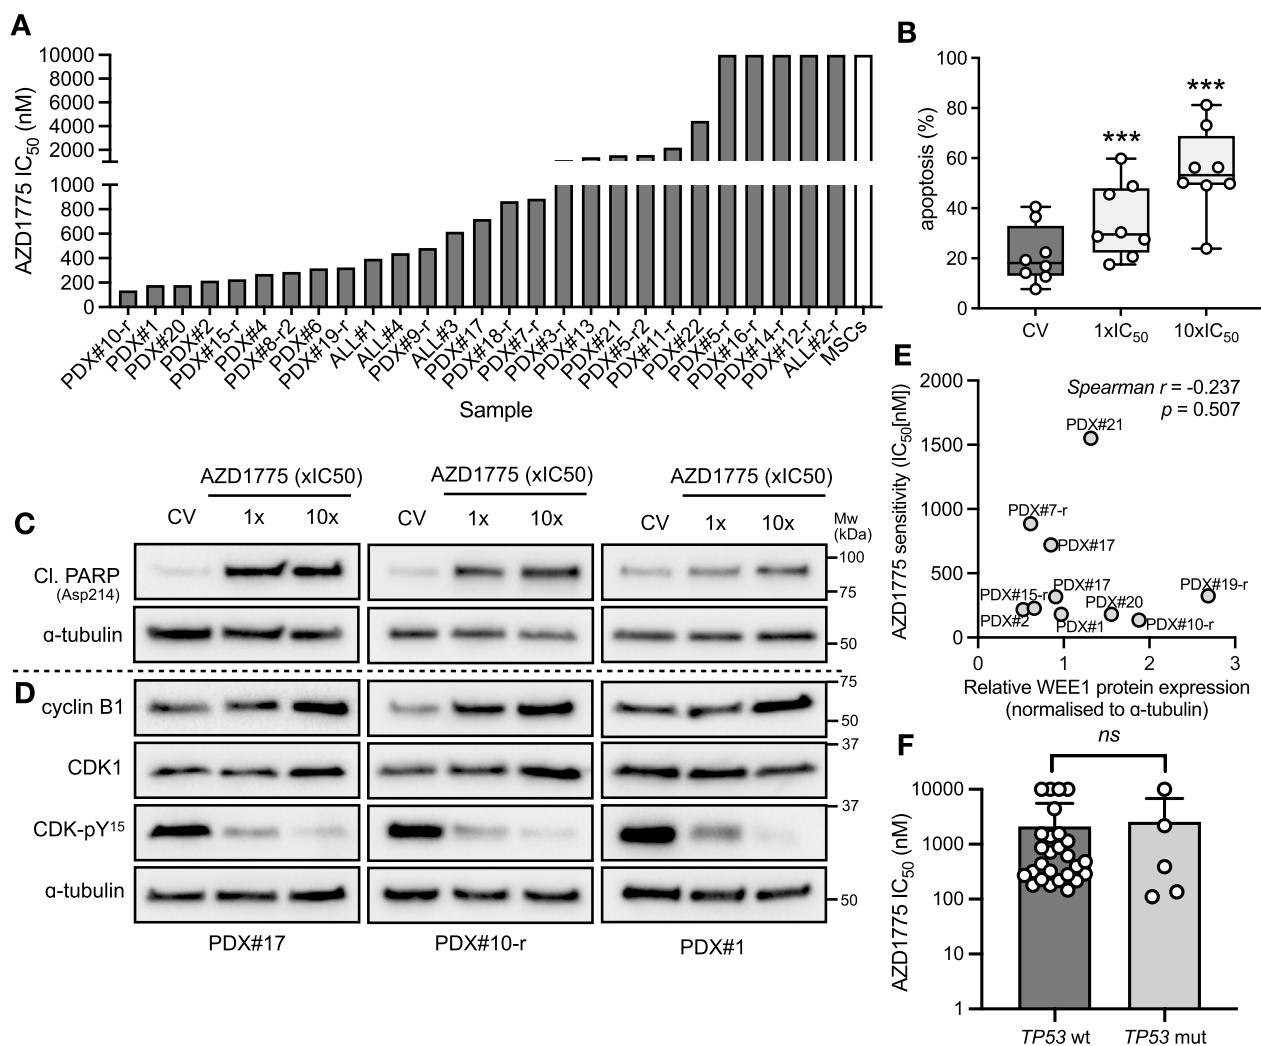 A
AZD1775 IC50 (nM)
10000
8000
6000
4000
2000
1000
800
600
400
200
0
PDX#10-r
PDX#1
PDX#20
PDX#2
PDX#15-r
PDX#4
PDX#8-r2
PDX#6
PDX#19-r
ALL#1
ALL#4
PDX#9-r
ALL#3
PDX#17
PDX#18-r
PDX#7-r
PDX#3-r
PDX#13
PDX#21
PDX#5-r2
PDX#11-r
PDX#22
PDX#5-r
PDX#16-r
PDX#14-r
PDX#12-r
ALL#2-r
MSCs
Sample
B
apoptosis (%)
100
80
60
40
20
0
***
***
CV
1xIC50
10xIC50
C
AZD1775 (xIC50)
AZD1775 (xIC50)
AZD1775 (xIC50)
CV 1x 10x
CV 1x 10x
CV 1x 10x
Mw
(kDa)
Cl. PARP
(Asp214)
100
75
α-tubulin
50
D
cyclin B1
75
50
CDK1
37
CDK-pY15
37
α-tubulin
50
PDX#17
PDX#10-r
PDX#1
E
AZD1775 sensitivity (IC50[nM])
2000
1500
1000
500
0
Spearman r = -0.237
p = 0.507
PDX#21
PDX#7-r
PDX#17
PDX#15-r
PDX#17
PDX#20
PDX#19-r
PDX#2
PDX#1
PDX#10-r
0 1 2 3
Relative WEE1 protein expression
(normalised to α-tubulin)
F
AZD1775 IC50 (nM)
ns
10000
1000
100
10
1
TP53 wt
TP53 mut